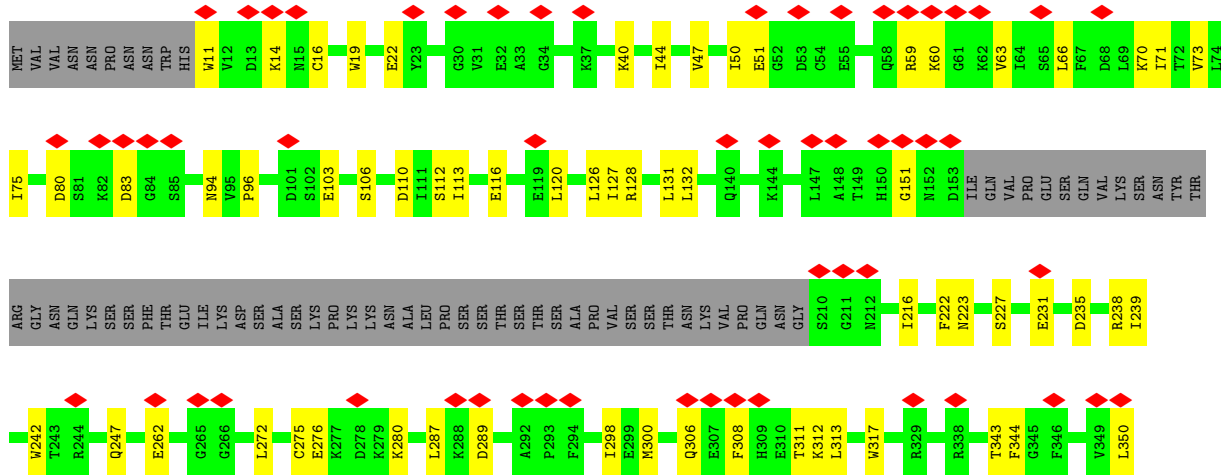 MET VAL VAL ASN ASN PRO ASN ASN TRP HIS W11 V12 D13 K14 N15 C16 W19 E22 Y23 G30 V31 E32 A33 G34 K37 K40 I44 V47 I50 E51 G52 D53 C54 E55 Q58 R59 K60 G61 K62 V63 I64 S65 L66 F67 D68 L69 K70 I71 T72 V73 L74
I75 D80 S81 K82 D83 G84 S85 N94 V95 P96 D101 S102 E103 S106 D110 I111 S112 I113 E116 E119 L120 L126 I127 R128 L131 L132 Q140 K144 L147 A148 T149 H150 G151 N152 D153 ILE GLN VAL PRO GLU SER GLN VAL LYS SER ASN TYR THR
ARG GLY ASN GLN LYS SER SER PHE THR GLU ILE LYS ASP SER ALA SER LYS PRO LYS LYS ASN ALA LEU PRO SER SER THR SER THR SER ALA PRO VAL SER SER THR ASN LYS VAL PRO GLN ASN GLY S210 G211 N212 I216 F222 N223 S227 E231 D235 R238 I239
W242 T243 R244 Q247 E262 G265 G266 L272 C275 E276 K277 D278 K279 K280 L287 K288 D289 A292 P293 F294 I298 E299 M300 Q306 E307 F308 H309 E310 T311 K312 L313 W317 R329 R338 T343 F344 G345 F346 V349 L350